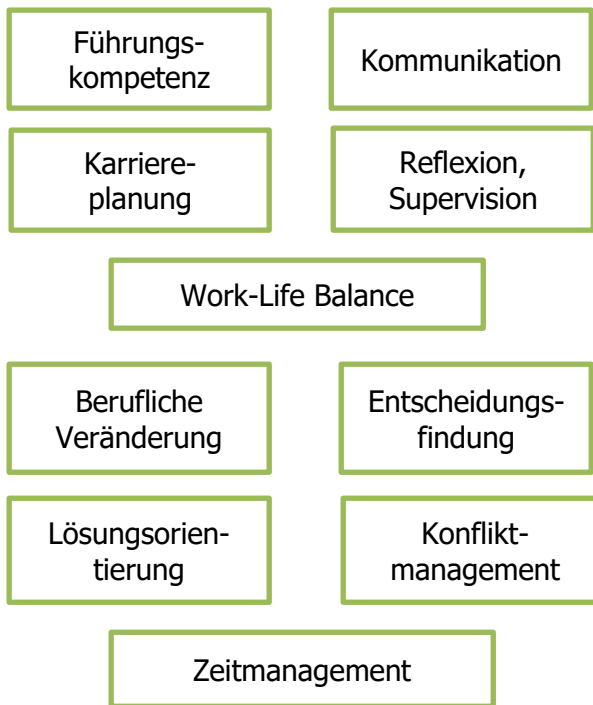 Führungs-
kompetenz
Kommunikation
Karriere-
planung
Reflexion,
Supervision
Work-Life Balance
Berufliche
Veränderung
Entscheidungs-
findung
Lösungsorien-
tierung
Konflikt-
management
Zeitmanagement